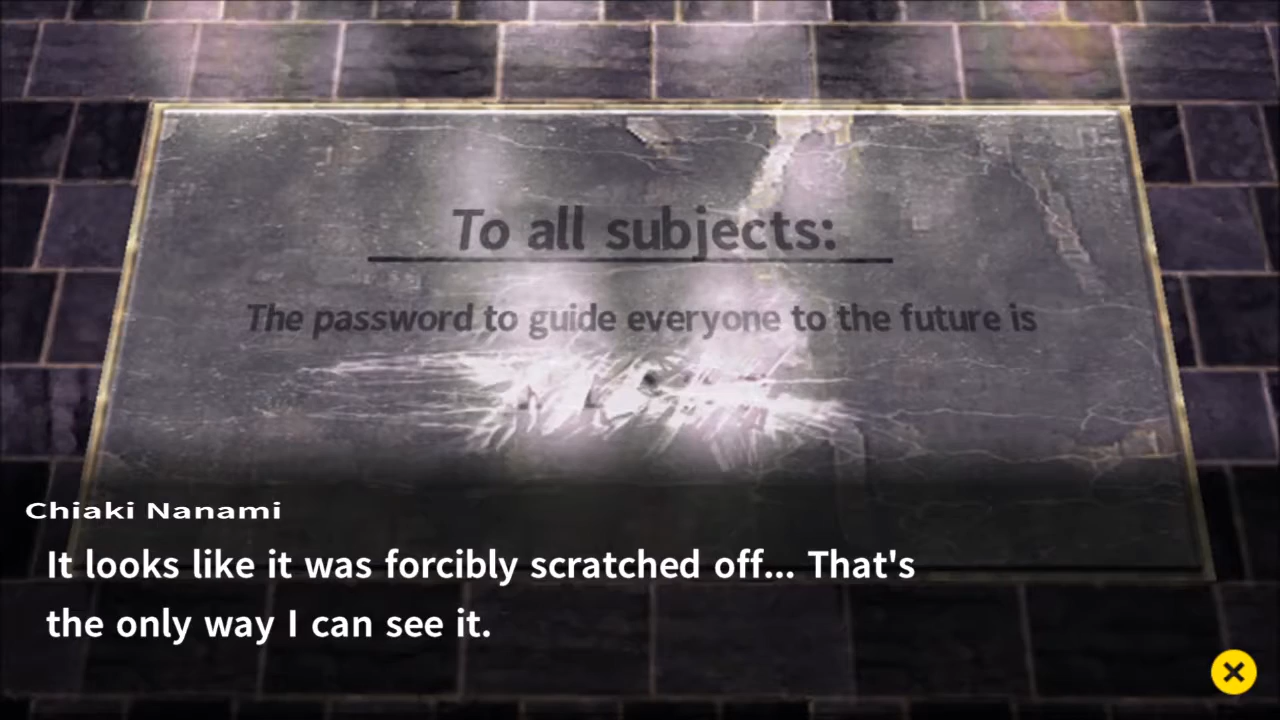 To all subjects:
The password to guide everyone to the future is
Chiaki Nanami
It looks like it was forcibly scratched off... That's
the only way I can see it.